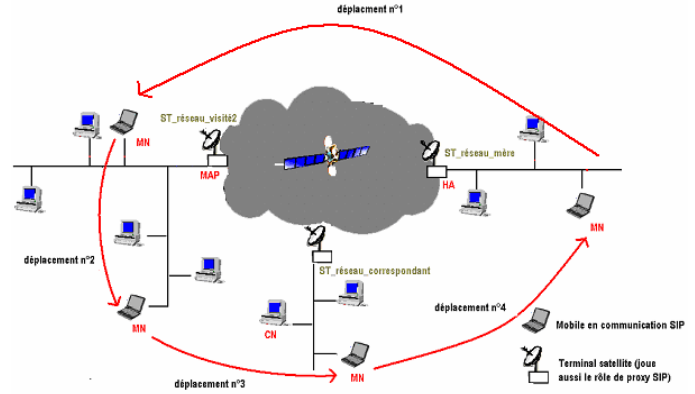 déplacment n°1
ST_réseau_visité2
MN
MAP
ST_réseau_mère
HA
MN
déplacement n°2
ST_réseau_correspondant
déplacement n°4
MN
CN
MN
déplacement n°3
Mobile en communication SIP
Terminal satellite (joue
aussi le rôle de proxy SIP)